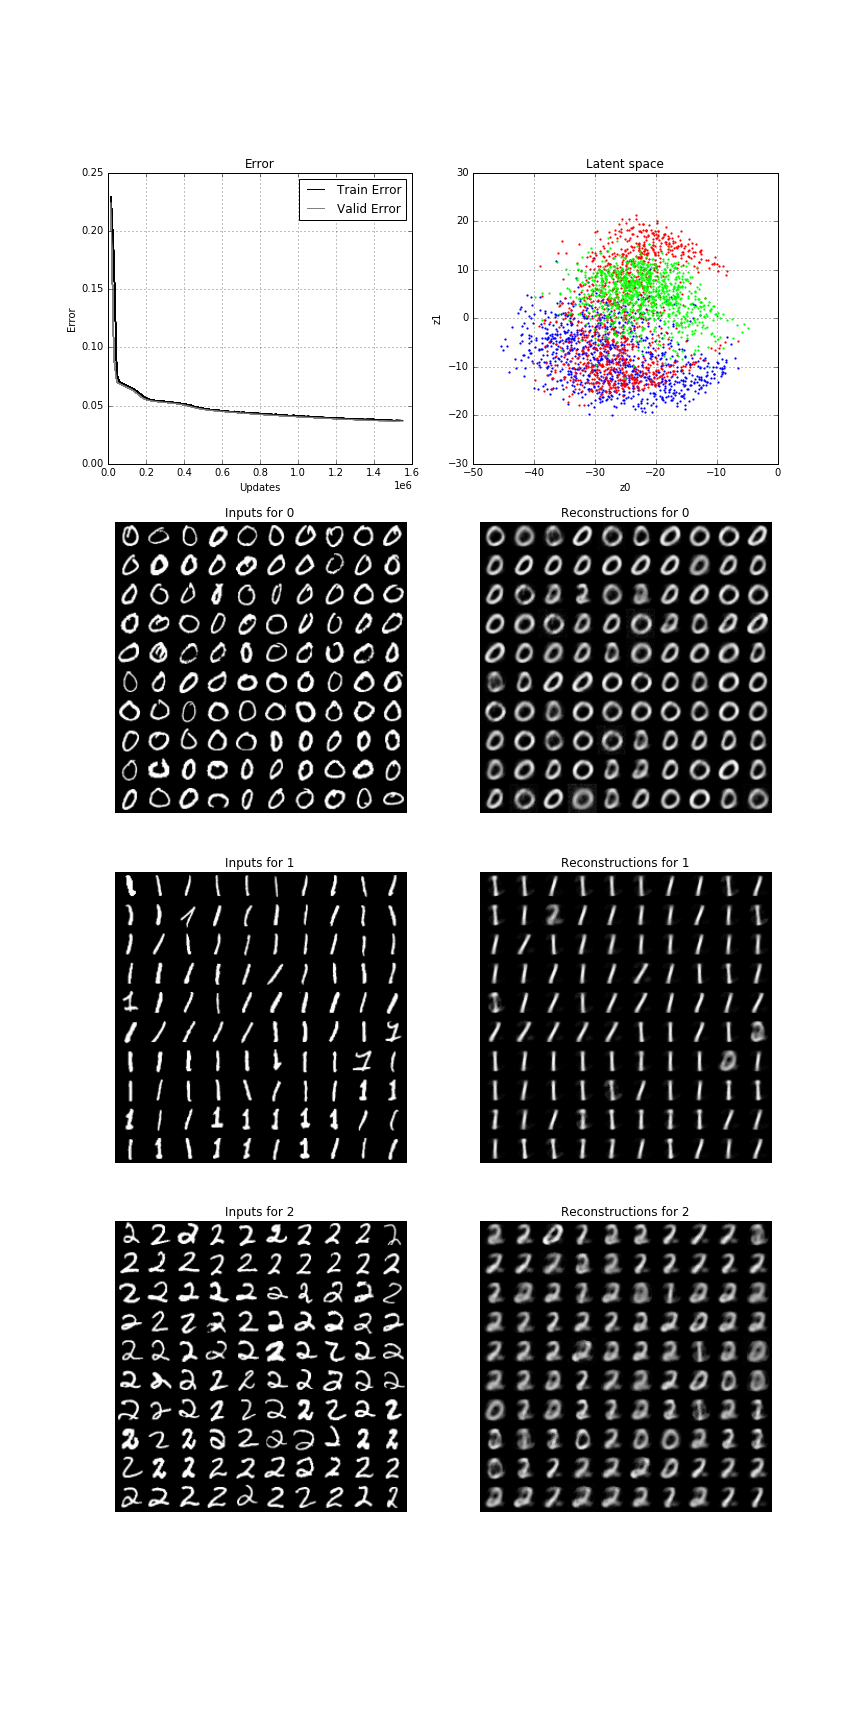 Error
Train Error
Valid Error
0.25
0.20
0.15
0.10
0.05
0.00
Error
0.0 0.2 0.4 0.6 0.8 1.0 1.2 1.4 1.6
1e6
Updates
Latent space
30
20
10
0
−10
−20
−30
z1
−50 −40 −30 −20 −10 0
z0
Inputs for 0
Reconstructions for 0
Inputs for 1
Reconstructions for 1
Inputs for 2
Reconstructions for 2